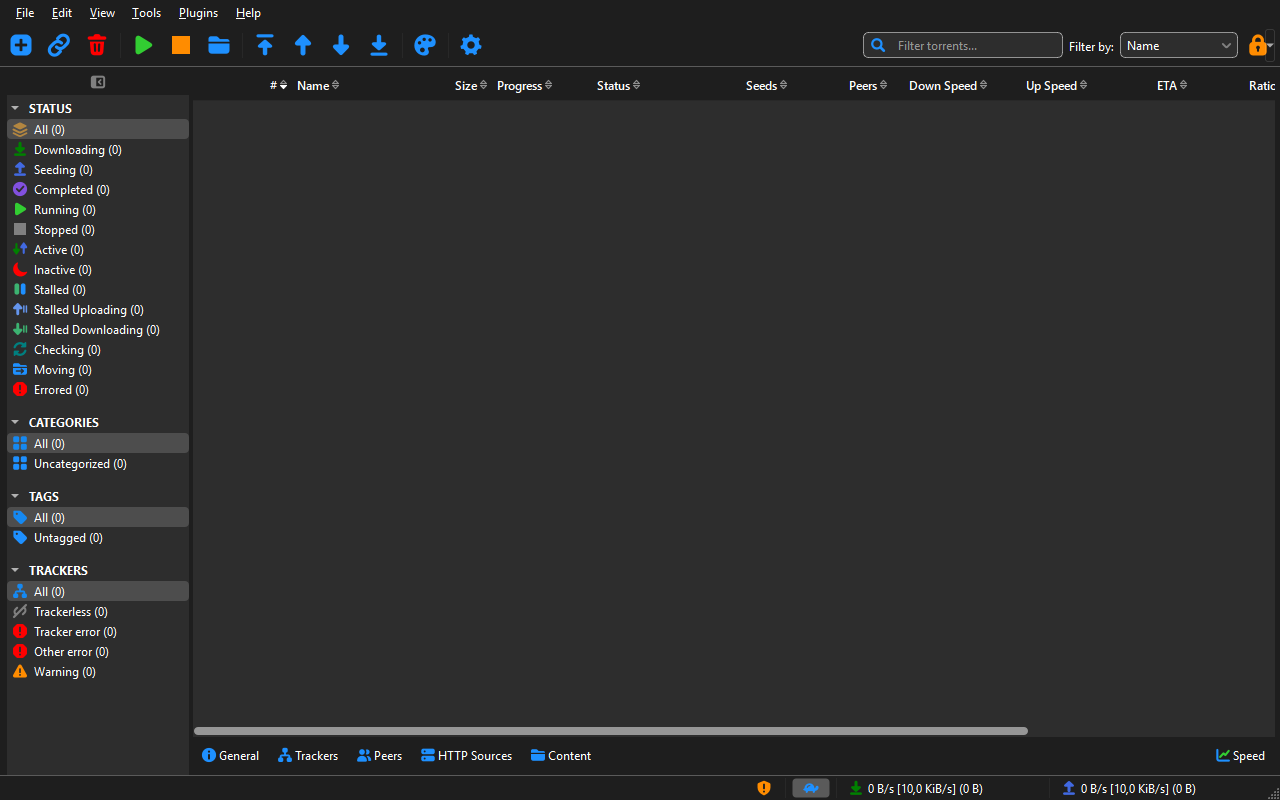 File Edit View Tools Plugins Help
Filter torrents... Filter by: Name
# Name Size Progress Status Seeds Peers Down Speed Up Speed ETA Ratio
STATUS
All (0)
Downloading (0)
Seeding (0)
Completed (0)
Running (0)
Stopped (0)
Active (0)
Inactive (0)
Stalled (0)
Stalled Uploading (0)
Stalled Downloading (0)
Checking (0)
Moving (0)
Errored (0)
CATEGORIES
All (0)
Uncategorized (0)
TAGS
All (0)
Untagged (0)
TRACKERS
All (0)
Trackerless (0)
Tracker error (0)
Other error (0)
Warning (0)
General Trackers Peers HTTP Sources Content Speed
0 B/s [10,0 KiB/s] (0 B) 0 B/s [10,0 KiB/s] (0 B)